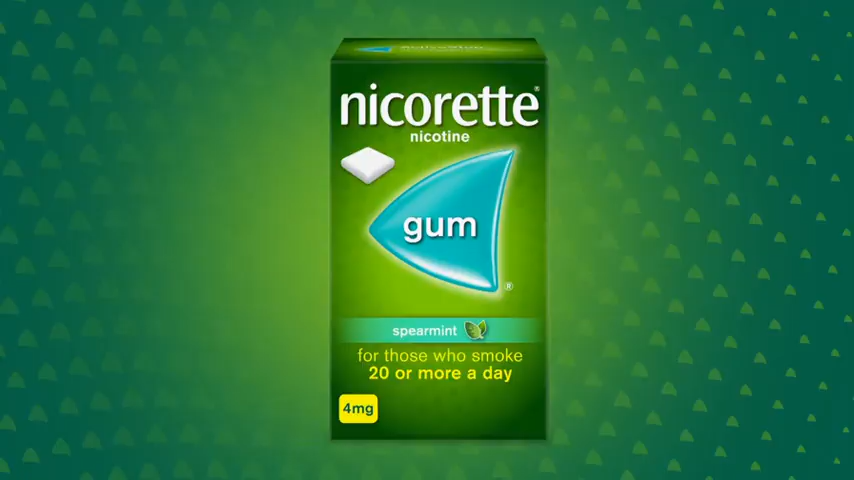 nicorette®
nicotine
gum
®
spearmint
for those who smoke
20 or more a day
4mg